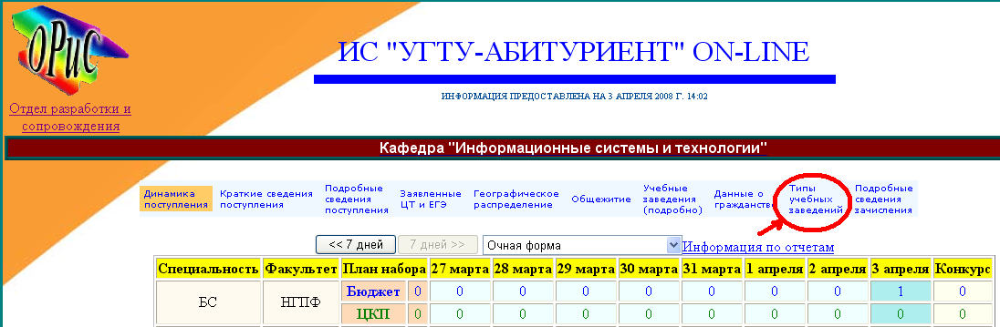 ОРиС
Отдел разработки и
сопровождения
ИС "УГТУ-АБИТУРИЕНТ" ON-LINE
ИНФОРМАЦИЯ ПРЕДОСТАВЛЕНА НА 3 АПРЕЛЯ 2008 Г. 14:02
Кафедра "Информационные системы и технологии"
Динамика
поступления
Краткие сведения
поступления
Подробные
сведения
поступления
Заявленные
ЦТ и ЕГЭ
Географическое
распределение
Общежитие
Учебные
заведения
(подробно)
Данные о
гражданстве
Типы
учебных
заведений
Подробные
сведения
зачисления
<< 7 дней 7 дней >> Очная форма Информация по отчетам
Специальность Факультет План набора 27 марта 28 марта 29 марта 30 марта 31 марта 1 апреля 2 апреля 3 апреля Конкурс
БС НГПФ
Бюджет 0 0 0 0 0 0 0 0 1 0
ЦКП 0 0 0 0 0 0 0 0 0 0